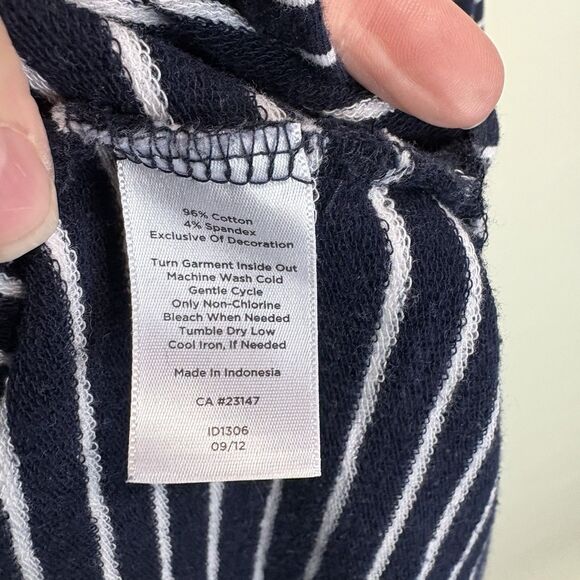 96% Cotton
4% Spandex
Exclusive Of Decoration
Turn Garment Inside Out
Machine Wash Cold
Gentle Cycle
Only Non-Chlorine
Bleach When Needed
Tumble Dry Low
Cool Iron, If Needed
Made in Indonesia
CA #23147
ID1306
09/12